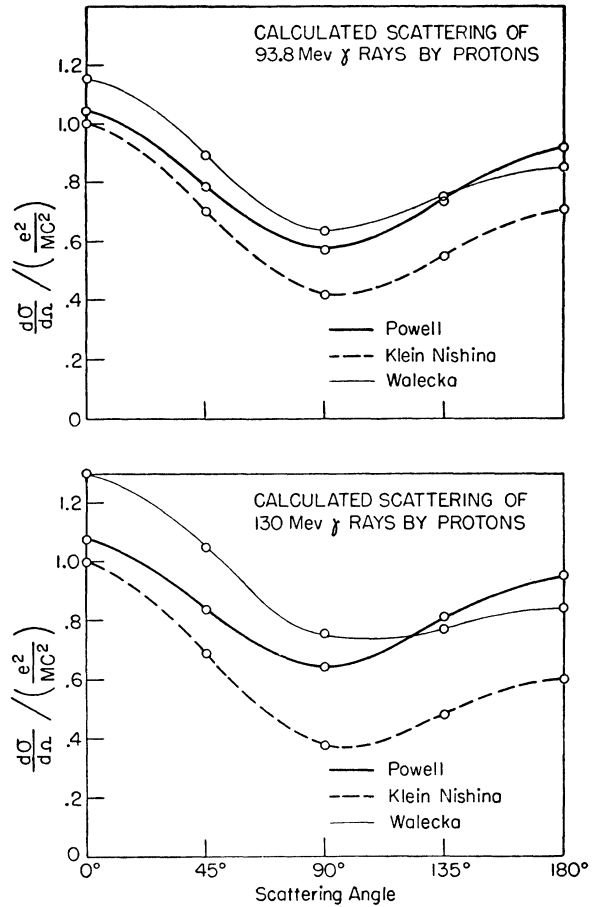 CALCULATED SCATTERING OF
93.8 Mev γ RAYS BY PROTONS
1.2
1.0
.8
.6
.4
.2
0
dσ/dΩ / (e²/MC²)
Powell
Klein Nishina
Walecka
CALCULATED SCATTERING OF
130 Mev γ RAYS BY PROTONS
1.2
1.0
.8
.6
.4
.2
0
dσ/dΩ / (e²/MC²)
Powell
Klein Nishina
Walecka
0° 45° 90° 135° 180°
Scattering Angle